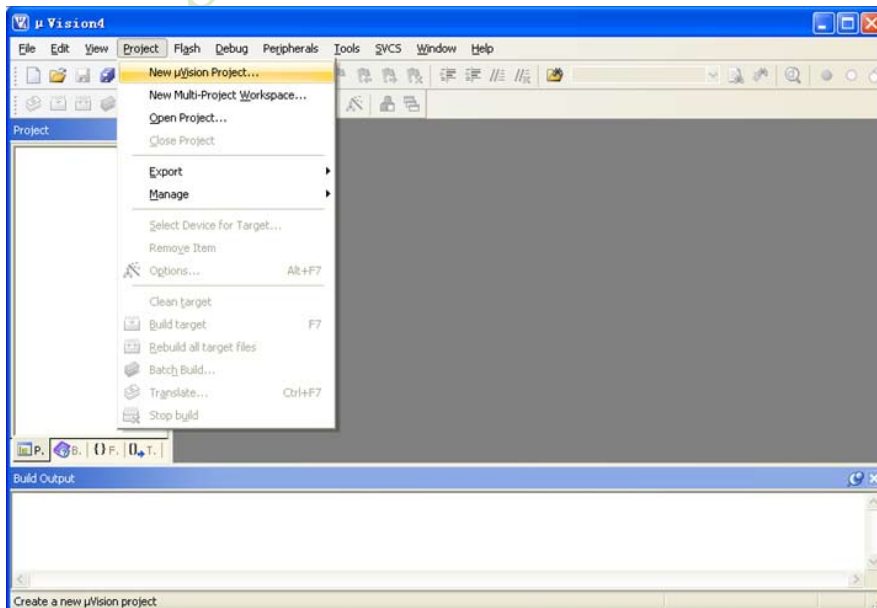 μ Vision4
File Edit View Project Flash Debug Peripherals Tools SVCS Window Help
Project
New μVision Project...
New Multi-Project Workspace...
Open Project...
Close Project
Export
Manage
Select Device for Target...
Remove Item
Options... Alt+F7
Clean target
Build target F7
Rebuild all target files
Batch Build...
Translate... Ctrl+F7
Stop build
P. B. {} F. 0 T.
Build Output
Create a new μVision project